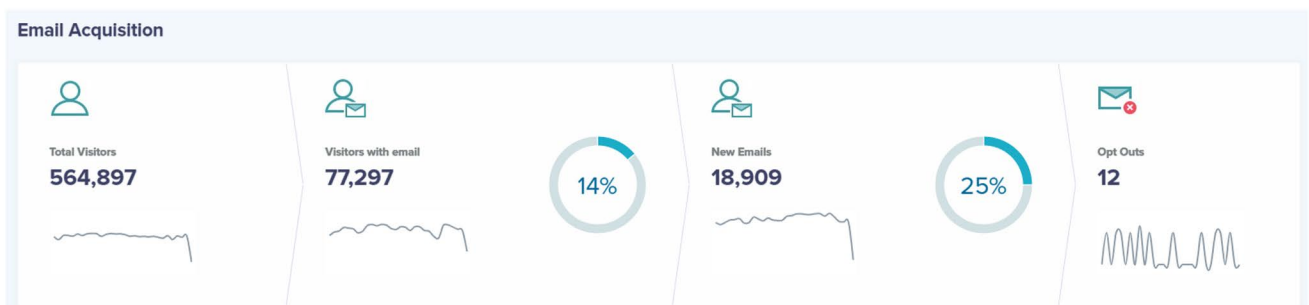 Email Acquisition
Total Visitors
564,897
Visitors with email
77,297
14%
New Emails
18,909
25%
Opt Outs
12